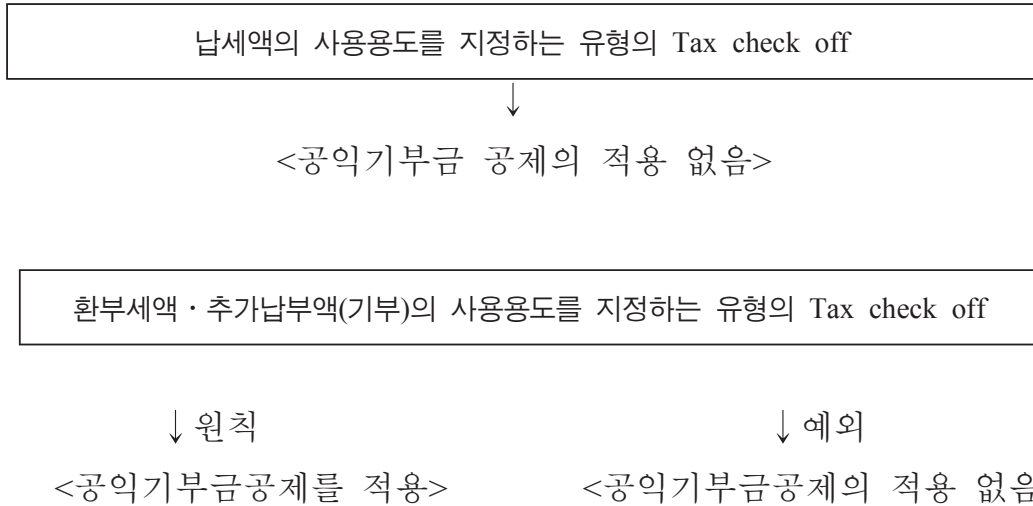 납세액의 사용용도를 지정하는 유형의 Tax check off
↓
<공익기부금 공제의 적용 없음>
환부세액・추가납부액(기부)의 사용용도를 지정하는 유형의 Tax check off
↓원칙 ↓예외
<공익기부금공제를 적용> <공익기부금공제의 적용 없음